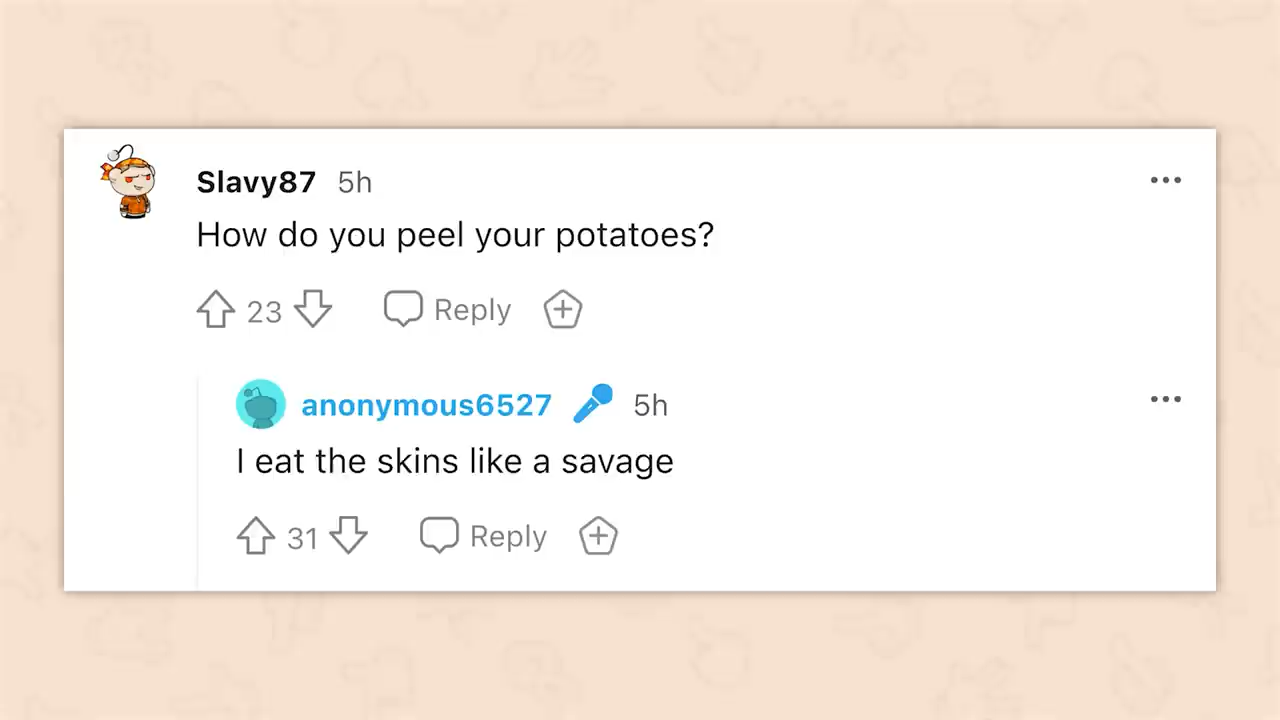 Slavy87 5h
How do you peel your potatoes?
23 Reply
anonymous6527 5h
I eat the skins like a savage
31 Reply